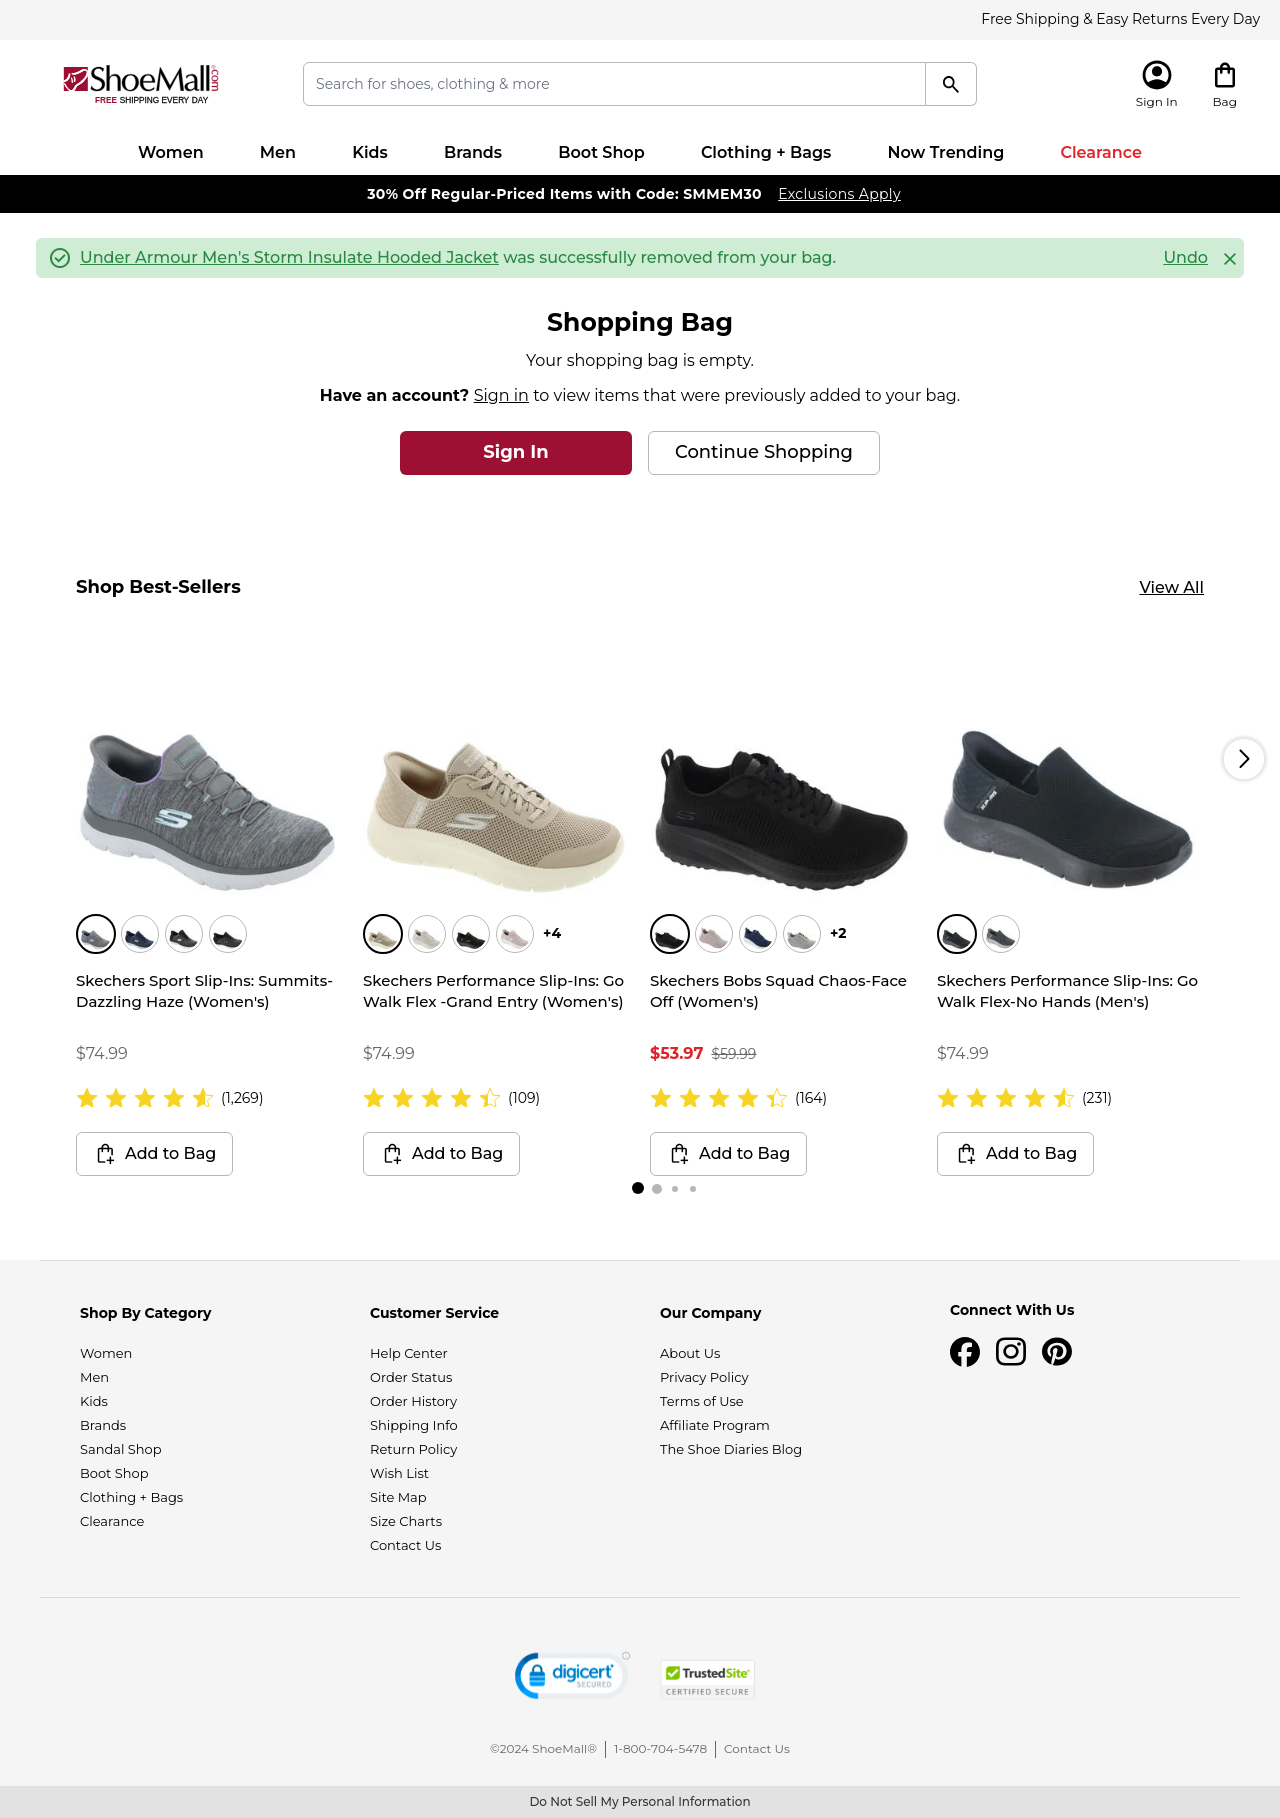 Free Shipping & Easy Returns Every Day
ShoeMall.com
FREE SHIPPING EVERY DAY
Search for shoes, clothing & more
Sign In
Bag
Women Men Kids Brands Boot Shop Clothing + Bags Now Trending Clearance
30% Off Regular-Priced Items with Code: SMMEM30 Exclusions Apply
Under Armour Men's Storm Insulate Hooded Jacket was successfully removed from your bag. Undo
Shopping Bag
Your shopping bag is empty.
Have an account? Sign in to view items that were previously added to your bag.
Sign In Continue Shopping
Shop Best-Sellers View All
+4 +2
Skechers Sport Slip-Ins: Summits-
Dazzling Haze (Women's)
$74.99
(1,269)
Add to Bag
Skechers Performance Slip-Ins: Go
Walk Flex -Grand Entry (Women's)
$74.99
(109)
Add to Bag
Skechers Bobs Squad Chaos-Face
Off (Women's)
$53.97 $59.99
(164)
Add to Bag
Skechers Performance Slip-Ins: Go
Walk Flex-No Hands (Men's)
$74.99
(231)
Add to Bag
Shop By Category
Women
Men
Kids
Brands
Sandal Shop
Boot Shop
Clothing + Bags
Clearance
Customer Service
Help Center
Order Status
Order History
Shipping Info
Return Policy
Wish List
Site Map
Size Charts
Contact Us
Our Company
About Us
Privacy Policy
Terms of Use
Affiliate Program
The Shoe Diaries Blog
Connect With Us
digicert
SECURED
TrustedSite
CERTIFIED SECURE
©2024 ShoeMall® 1-800-704-5478 Contact Us
Do Not Sell My Personal Information